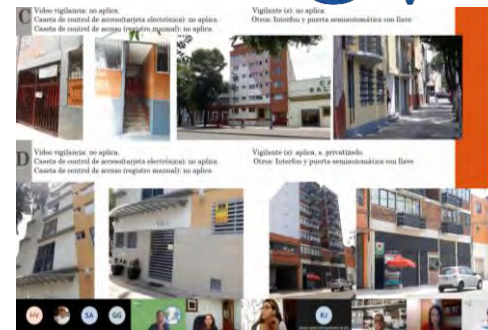 C
Video vigilancia: no aplica.
Caseta de control de acceso(tarjeta electrónica): no aplica.
Caseta de control de acceso (registro manual): no aplica.
Vigilante (s): no aplica.
Otros: Interfon y puerta semiautomática con llave
D
Video vigilancia: no aplica.
Caseta de control de acceso(tarjeta electrónica): no aplica.
Caseta de control de acceso (registro manual): no aplica.
Vigilante (s): aplica, a. privatizado.
Otros: Interfon y puerta semiautomática con llave
HV
SA
GG
RJ